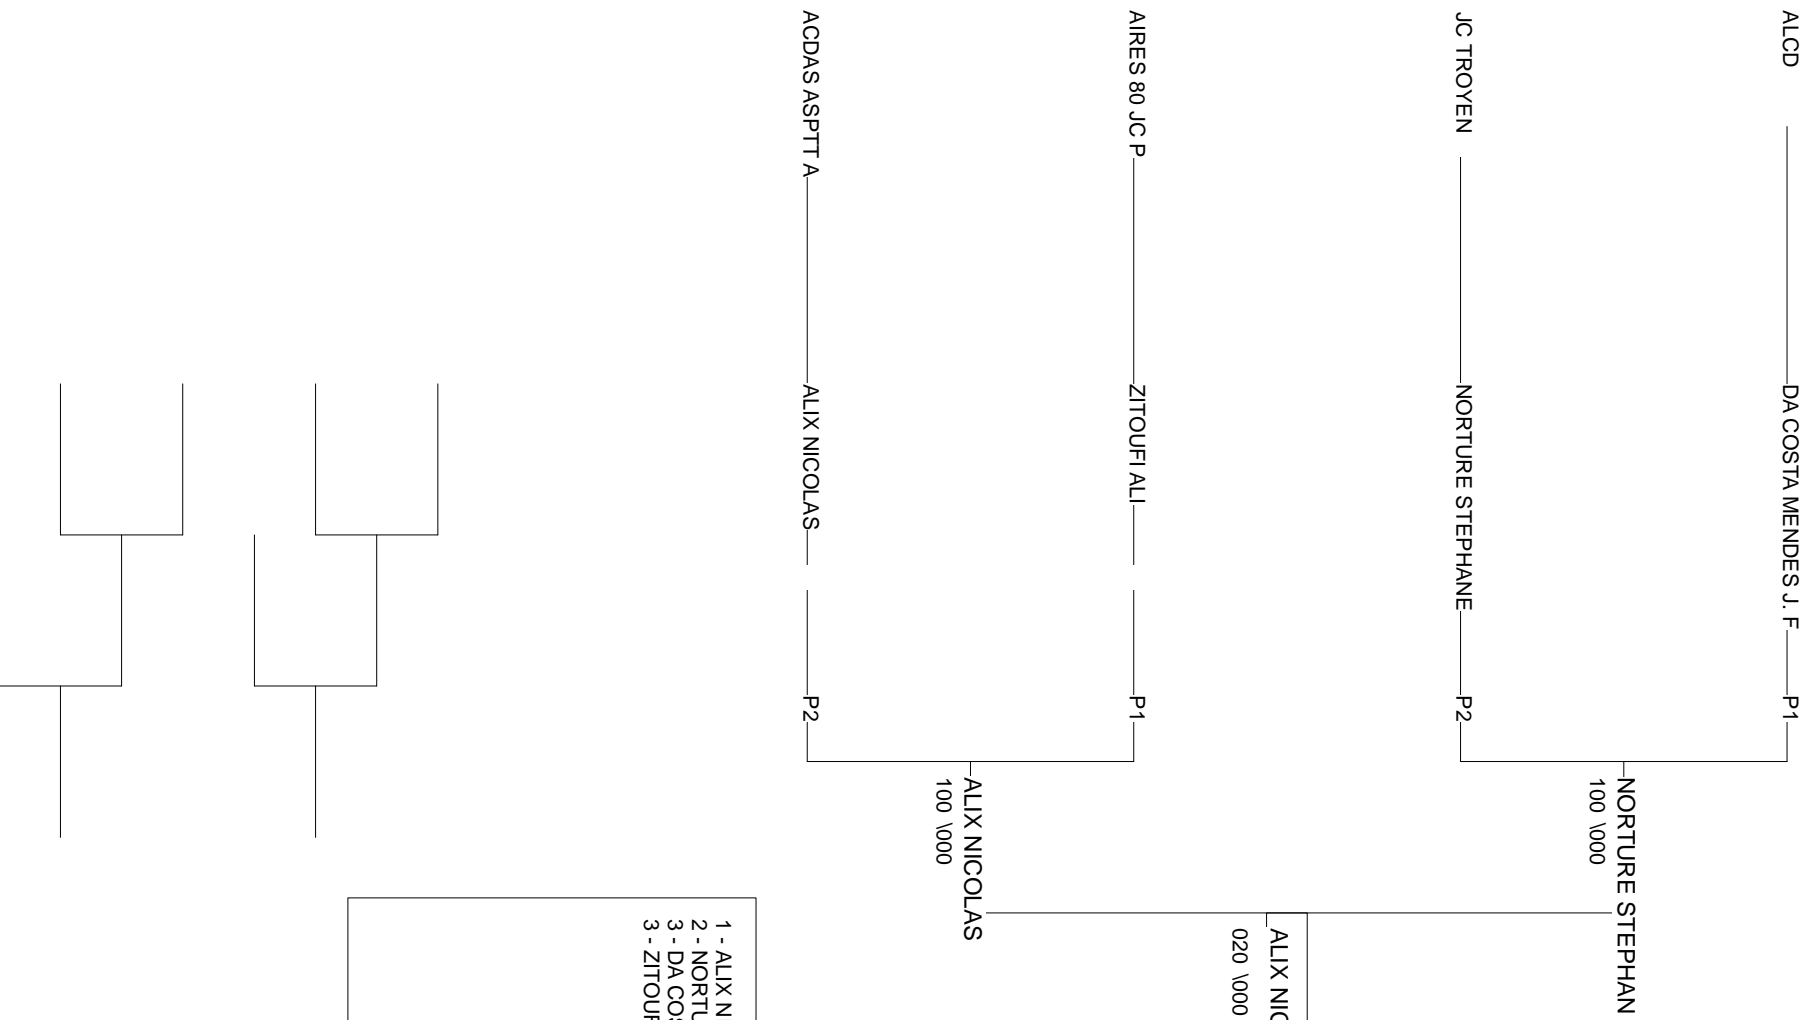 ALCD DA COSTA MENDES J. F P1
NORTURE STEPHAN
100 \000
JC TROYEN NORTURE STEPHANE P2
ALIX NIC
020 \000
AIRES 80 JC P ZITOUFI ALI P1
ALIX NICOLAS
100 \000
ACDAS ASPTT A ALIX NICOLAS P2
1 - ALIX N
2 - NORTU
3 - DA COS
3 - ZITOUF